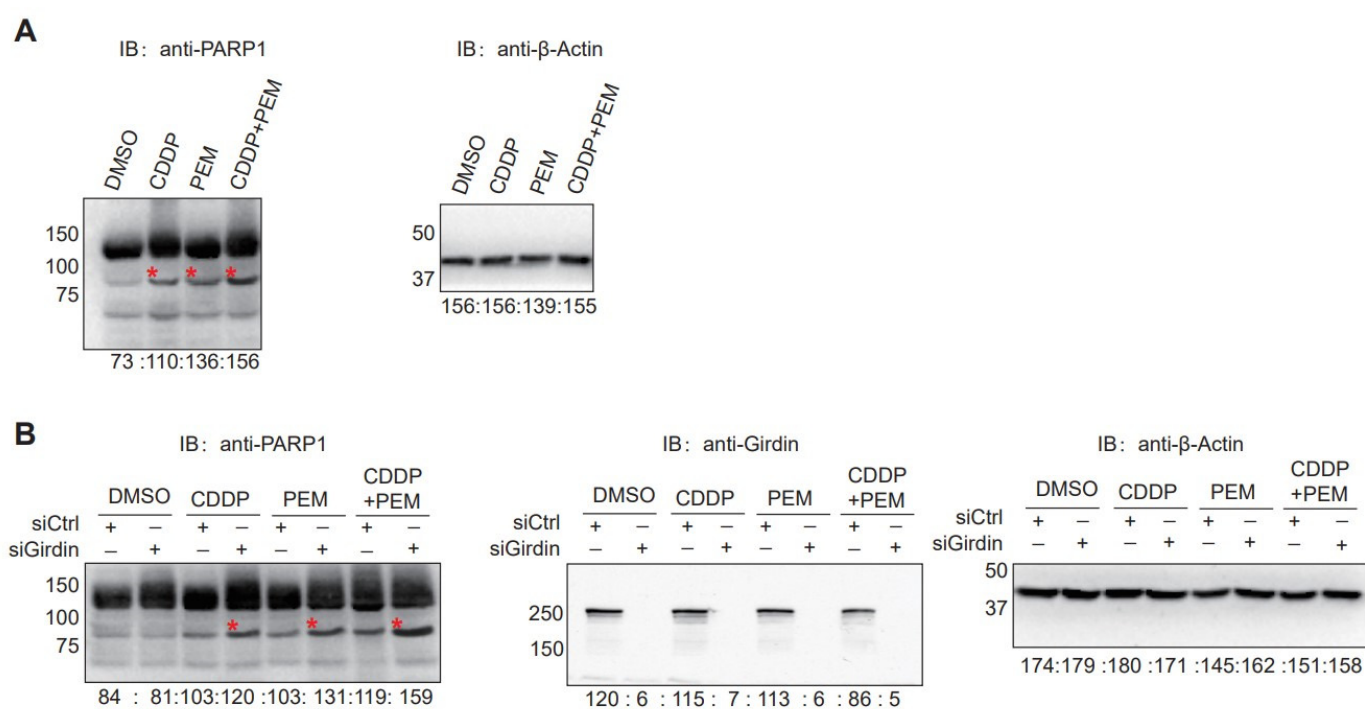 A
IB: anti-PARP1
DMSO
CDDP
PEM
CDDP+PEM
150
100
75
*
*
*
73 :110:136:156
IB: anti-β-Actin
DMSO
CDDP
PEM
CDDP+PEM
50
37
156:156:139:155
B
IB: anti-PARP1
DMSO CDDP PEM CDDP
+PEM
siCtrl + – + – + – + –
siGirdin – + – + – + – +
150
100
75
*
*
*
84 : 81:103:120 :103: 131:119: 159
IB: anti-Girdin
DMSO CDDP PEM CDDP
+PEM
siCtrl + – + – + – + –
siGirdin – + – + – + – +
250
150
120 : 6 : 115 : 7 : 113 : 6 : 86 : 5
IB: anti-β-Actin
DMSO CDDP PEM CDDP
+PEM
siCtrl + – + – + – + –
siGirdin – + – + – + – +
50
37
174:179 :180 :171 :145:162 :151:158